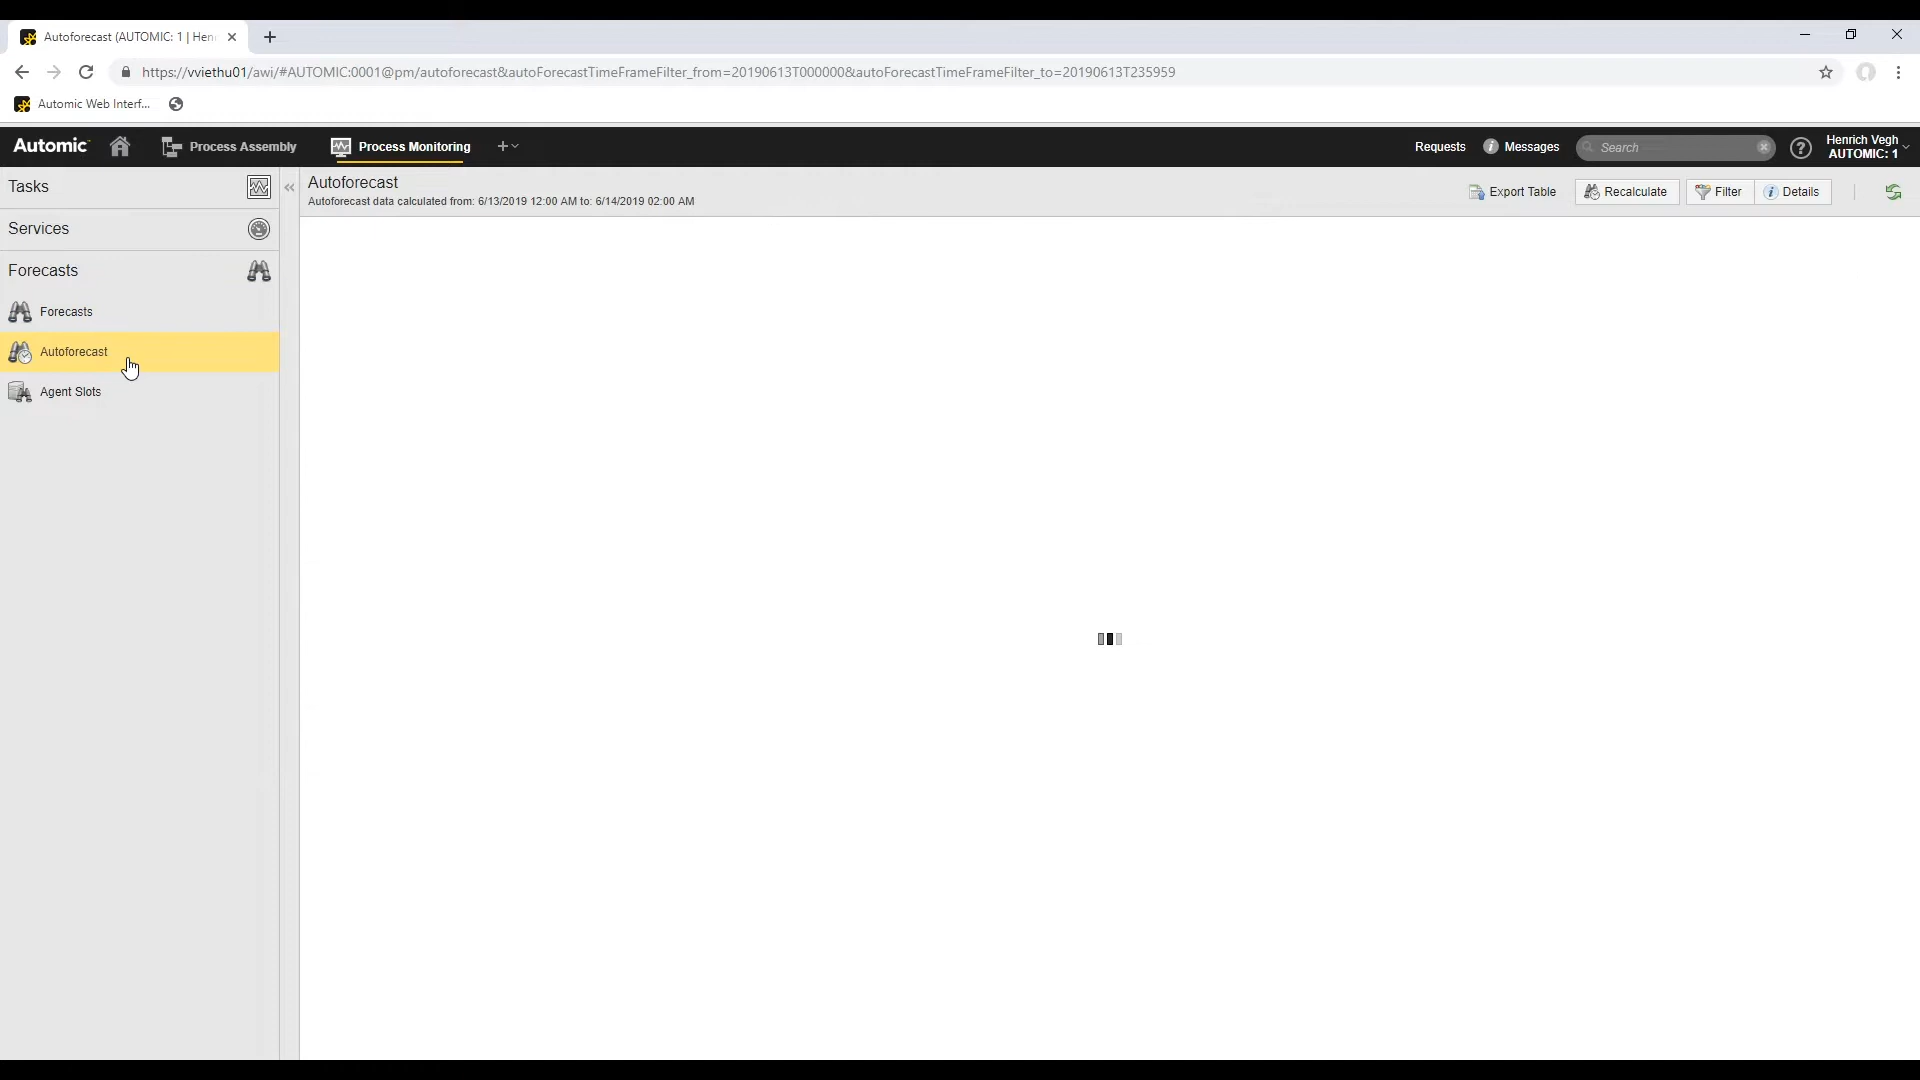 Autoforecast (AUTOMIC: 1 | Hen
https://vviethu01/awi/#AUTOMIC:0001@pm/autoforecast&autoForecastTimeFrameFilter_from=20190613T000000&autoForecastTimeFrameFilter_to=20190613T235959
Automic Web Interf...
Automic
Process Assembly
Process Monitoring
Requests
Messages
Search
Henrich Vegh
AUTOMIC: 1
Tasks
Services
Forecasts
Forecasts
Autoforecast
Agent Slots
Autoforecast
Autoforecast data calculated from: 6/13/2019 12:00 AM to: 6/14/2019 02:00 AM
Export Table
Recalculate
Filter
Details